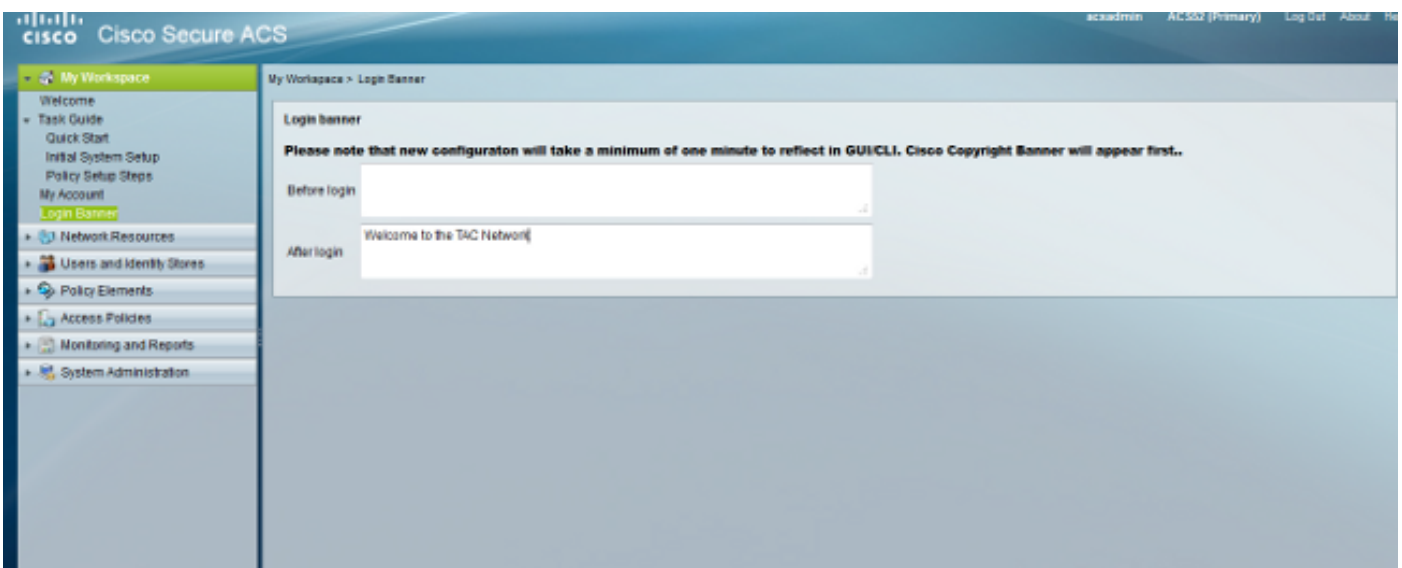 CISCO Cisco Secure ACS
acsadmin ACS52 (Primary) Log Out About He
My Workspace
Welcome
Task Guide
Quick Start
Initial System Setup
Policy Setup Steps
My Account
Login Banner
Network Resources
Users and Identity Stores
Policy Elements
Access Policies
Monitoring and Reports
System Administration
My Workspace > Login Banner
Login banner
Please note that new configuraton will take a minimum of one minute to reflect in GUI/CLI. Cisco Copyright Banner will appear first..
Before login
After login
Welcome to the TAC Network